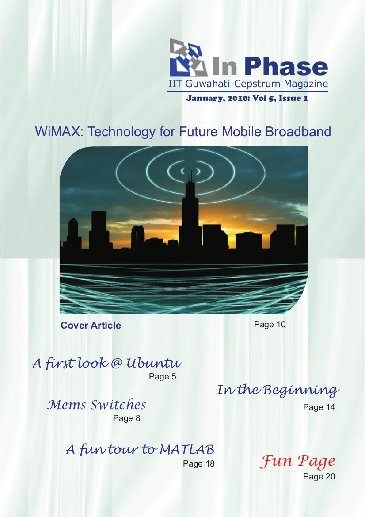 In Phase
IIT Guwahati-Cepstrum Magazine
January, 2010: Vol 5, Issue 1
WiMAX: Technology for Future Mobile Broadband
Cover Article
Page 10
A first look @ Ubuntu
Page 5
In the Beginning
Page 14
Mems Switches
Page 8
A fun tour to MATLAB
Page 18
Fun Page
Page 20